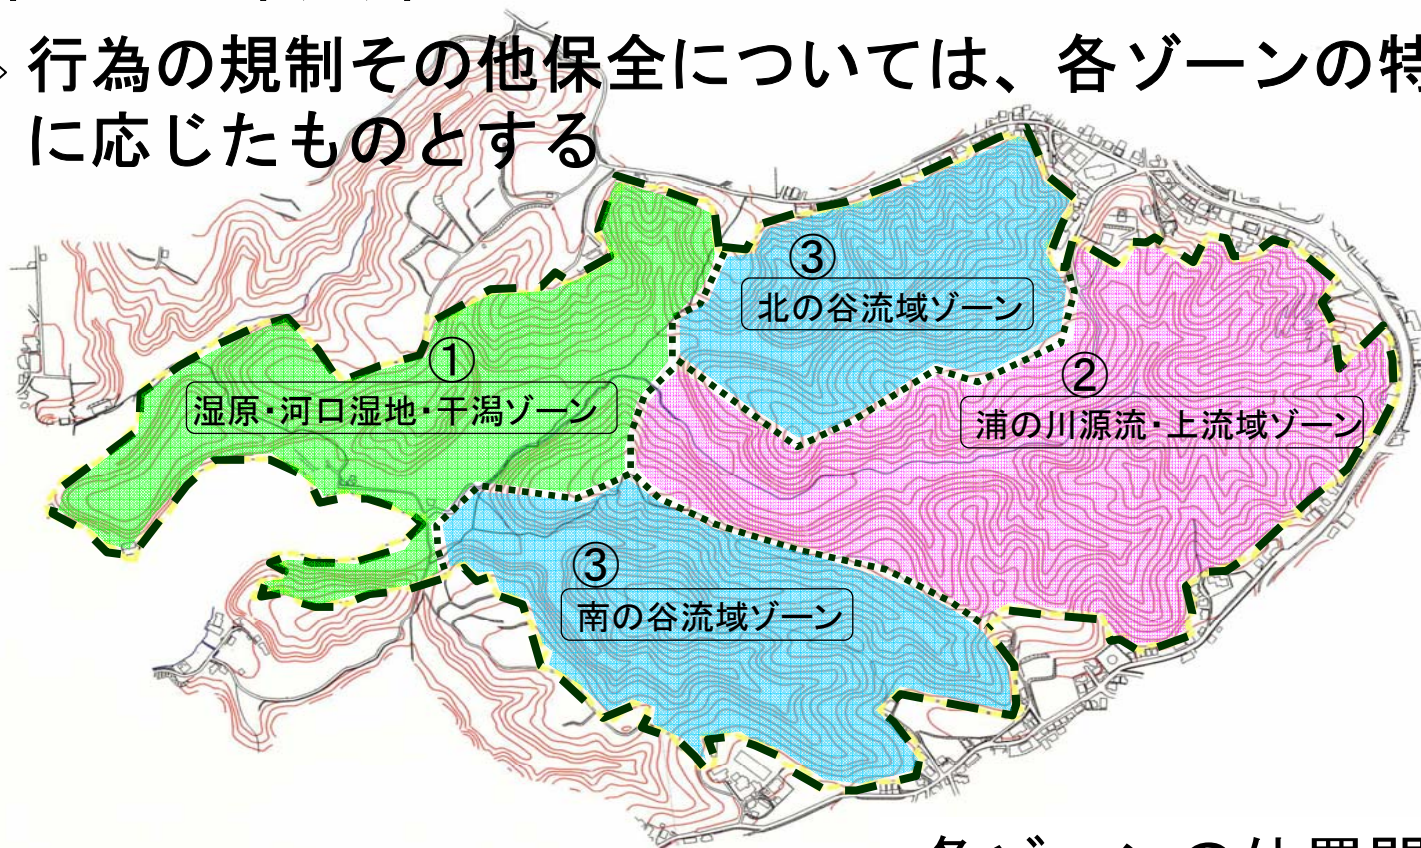 行為の規制その他保全については、各ゾーンの特
に応じたものとする
③
北の谷流域ゾーン
①
湿原・河口湿地・干潟ゾーン
②
浦の川源流・上流域ゾーン
③
南の谷流域ゾーン